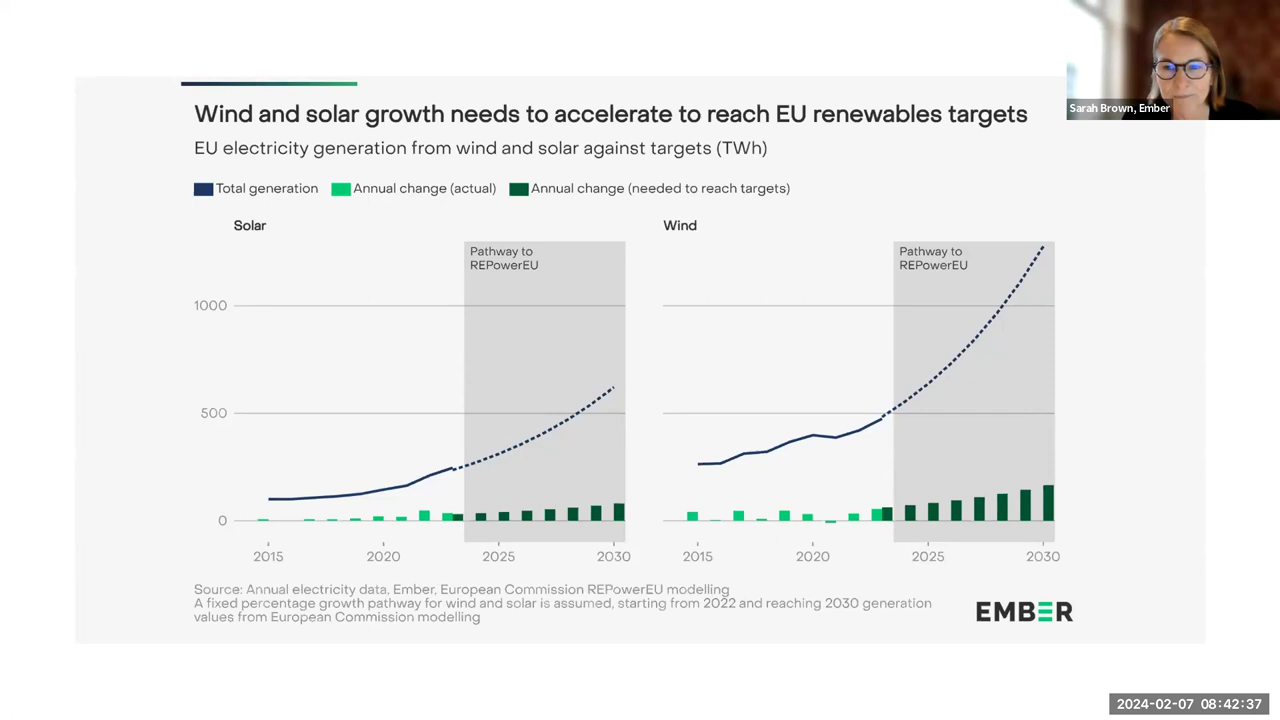 Sarah Brown, Ember
Wind and solar growth needs to accelerate to reach EU renewables targets
EU electricity generation from wind and solar against targets (TWh)
Total generation Annual change (actual) Annual change (needed to reach targets)
Solar
Pathway to
REPowerEU
1000
500
0
2015 2020 2025 2030
Wind
Pathway to
REPowerEU
2015 2020 2025 2030
Source: Annual electricity data, Ember, European Commission REPowerEU modelling
A fixed percentage growth pathway for wind and solar is assumed, starting from 2022 and reaching 2030 generation
values from European Commission modelling
EMBER
2024-02-07 08:42:37